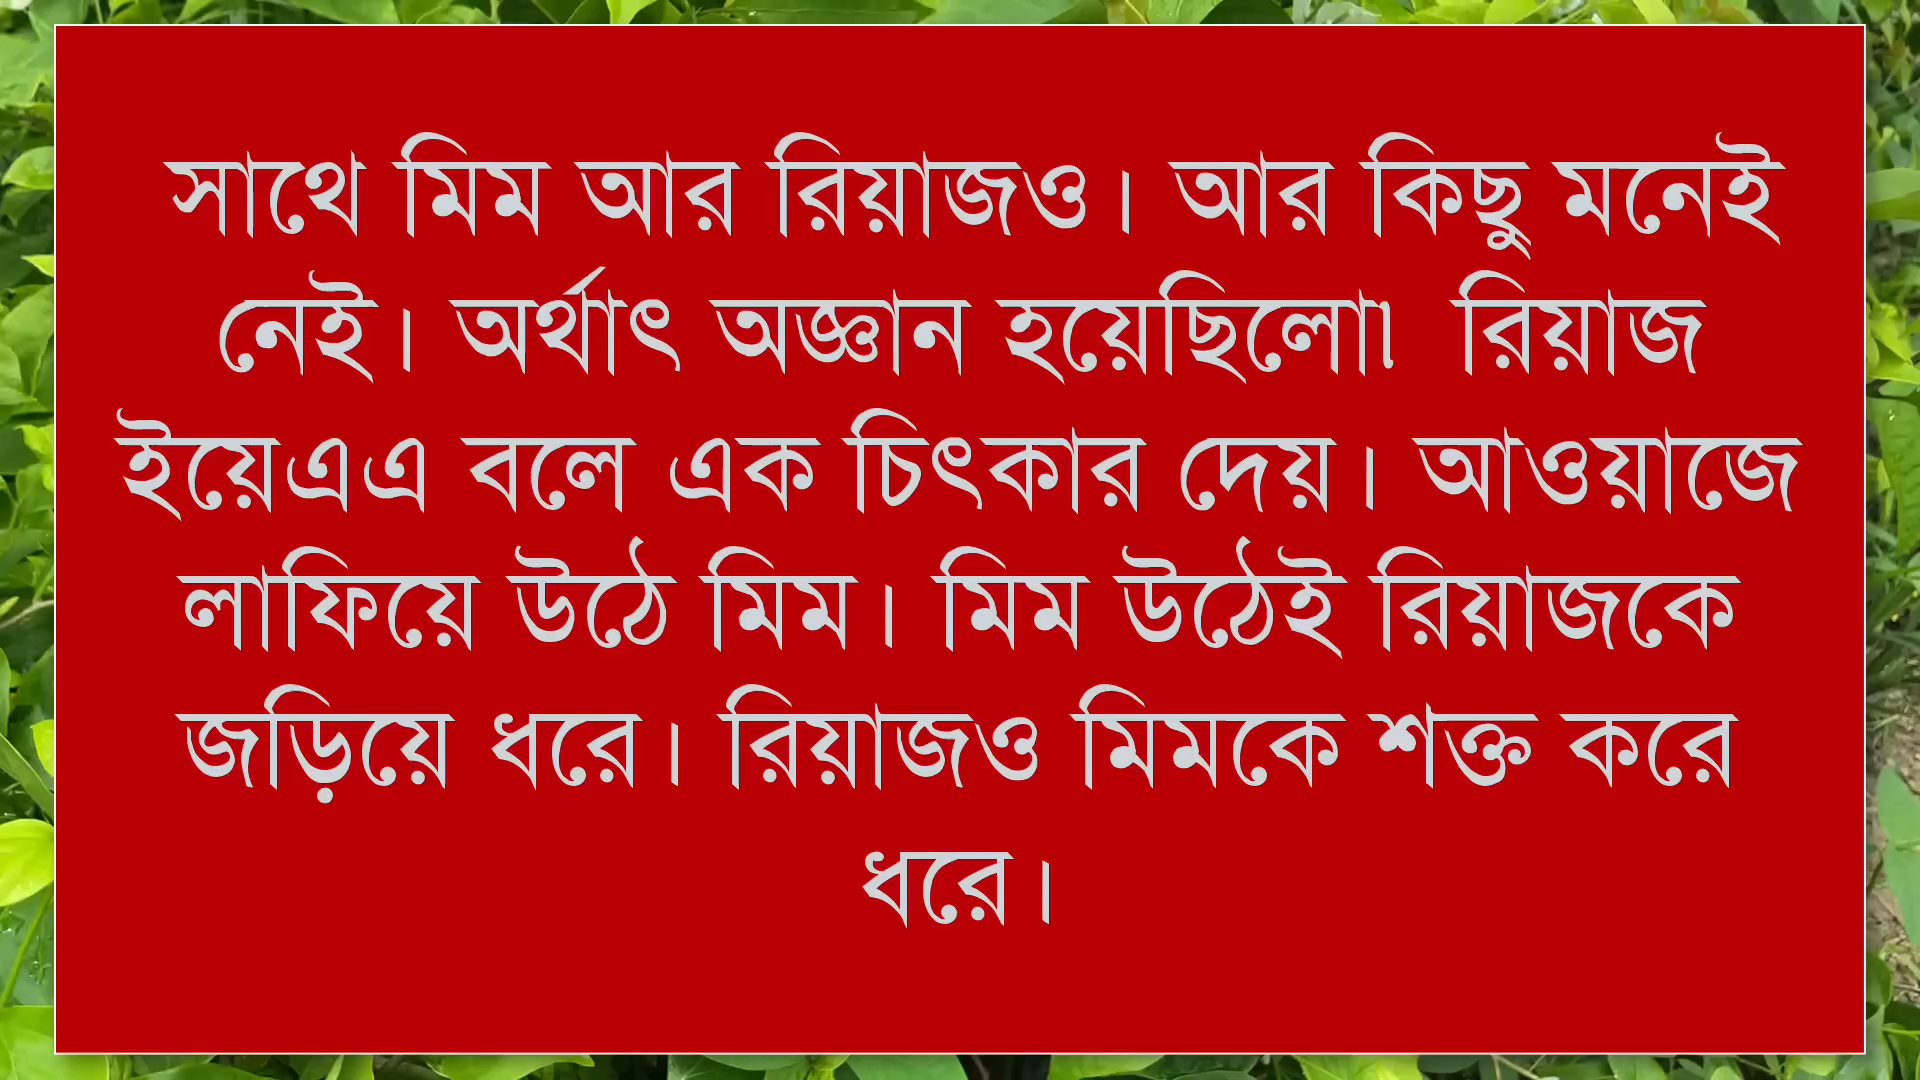 সাথে মিম আর রিয়াজও। আর কিছু মনেই
নেই। অর্থাৎ অজ্ঞান হয়েছিলো৷ রিয়াজ
ইয়েএএ বলে এক চিৎকার দেয়। আওয়াজে
লাফিয়ে উঠে মিম। মিম উঠেই রিয়াজকে
জড়িয়ে ধরে। রিয়াজও মিমকে শক্ত করে
ধরে।